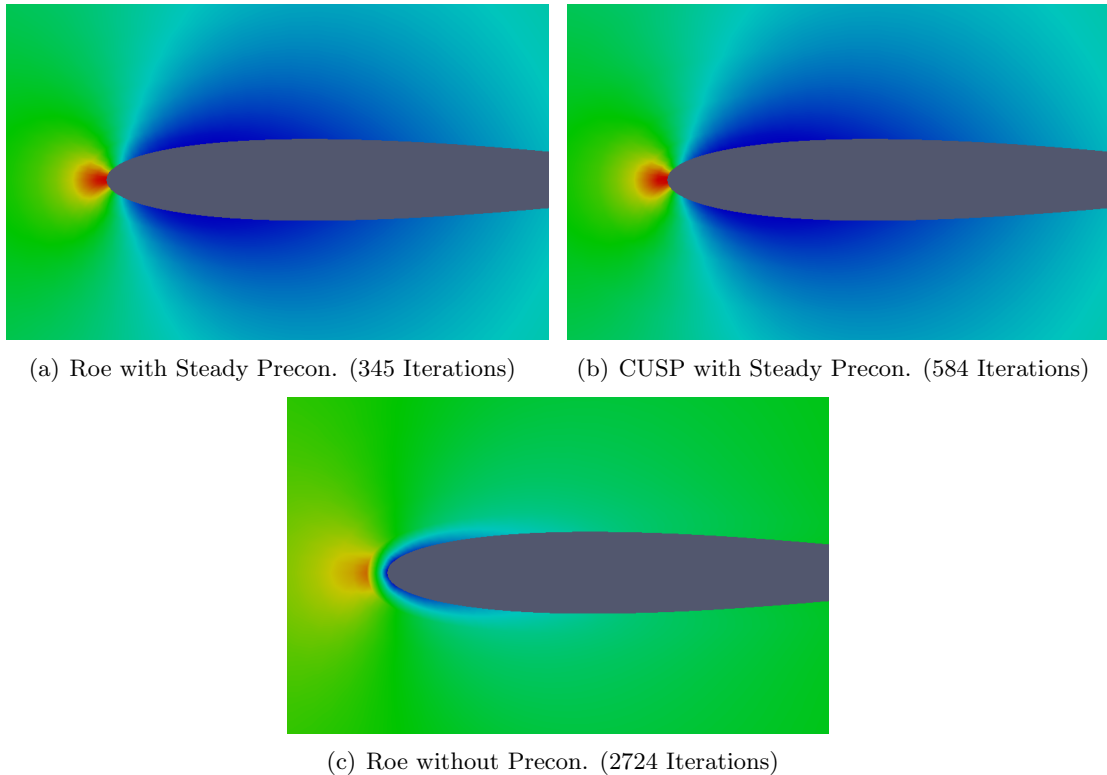 (a) Roe with Steady Precon. (345 Iterations)
(b) CUSP with Steady Precon. (584 Iterations)
(c) Roe without Precon. (2724 Iterations)